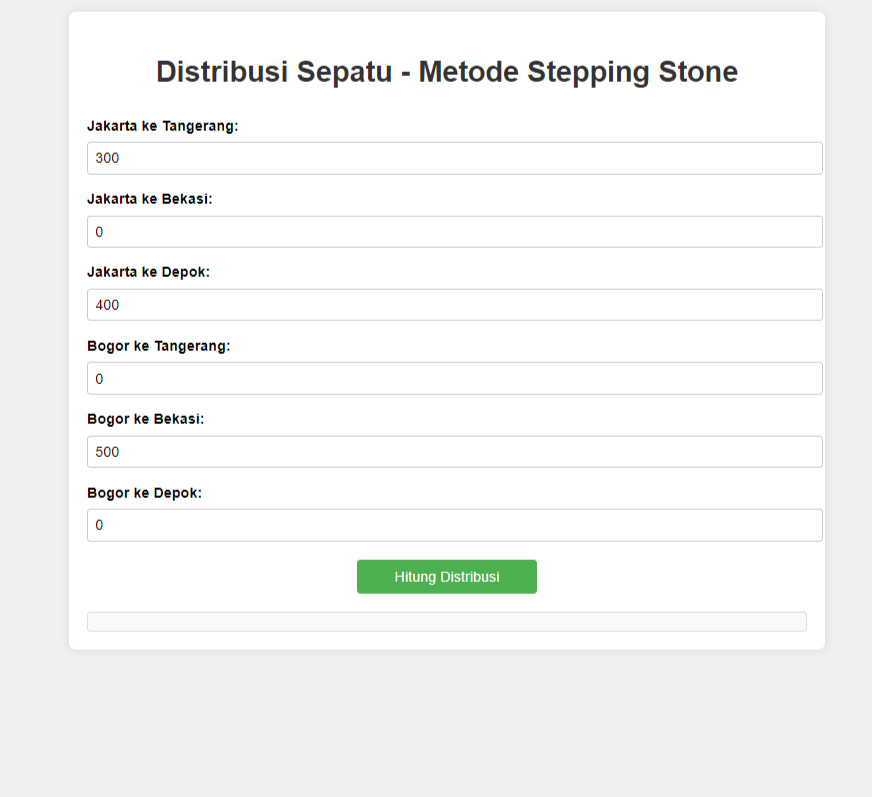 Distribusi Sepatu - Metode Stepping Stone
Jakarta ke Tangerang:
300
Jakarta ke Bekasi:
0
Jakarta ke Depok:
400
Bogor ke Tangerang:
0
Bogor ke Bekasi:
500
Bogor ke Depok:
0
Hitung Distribusi